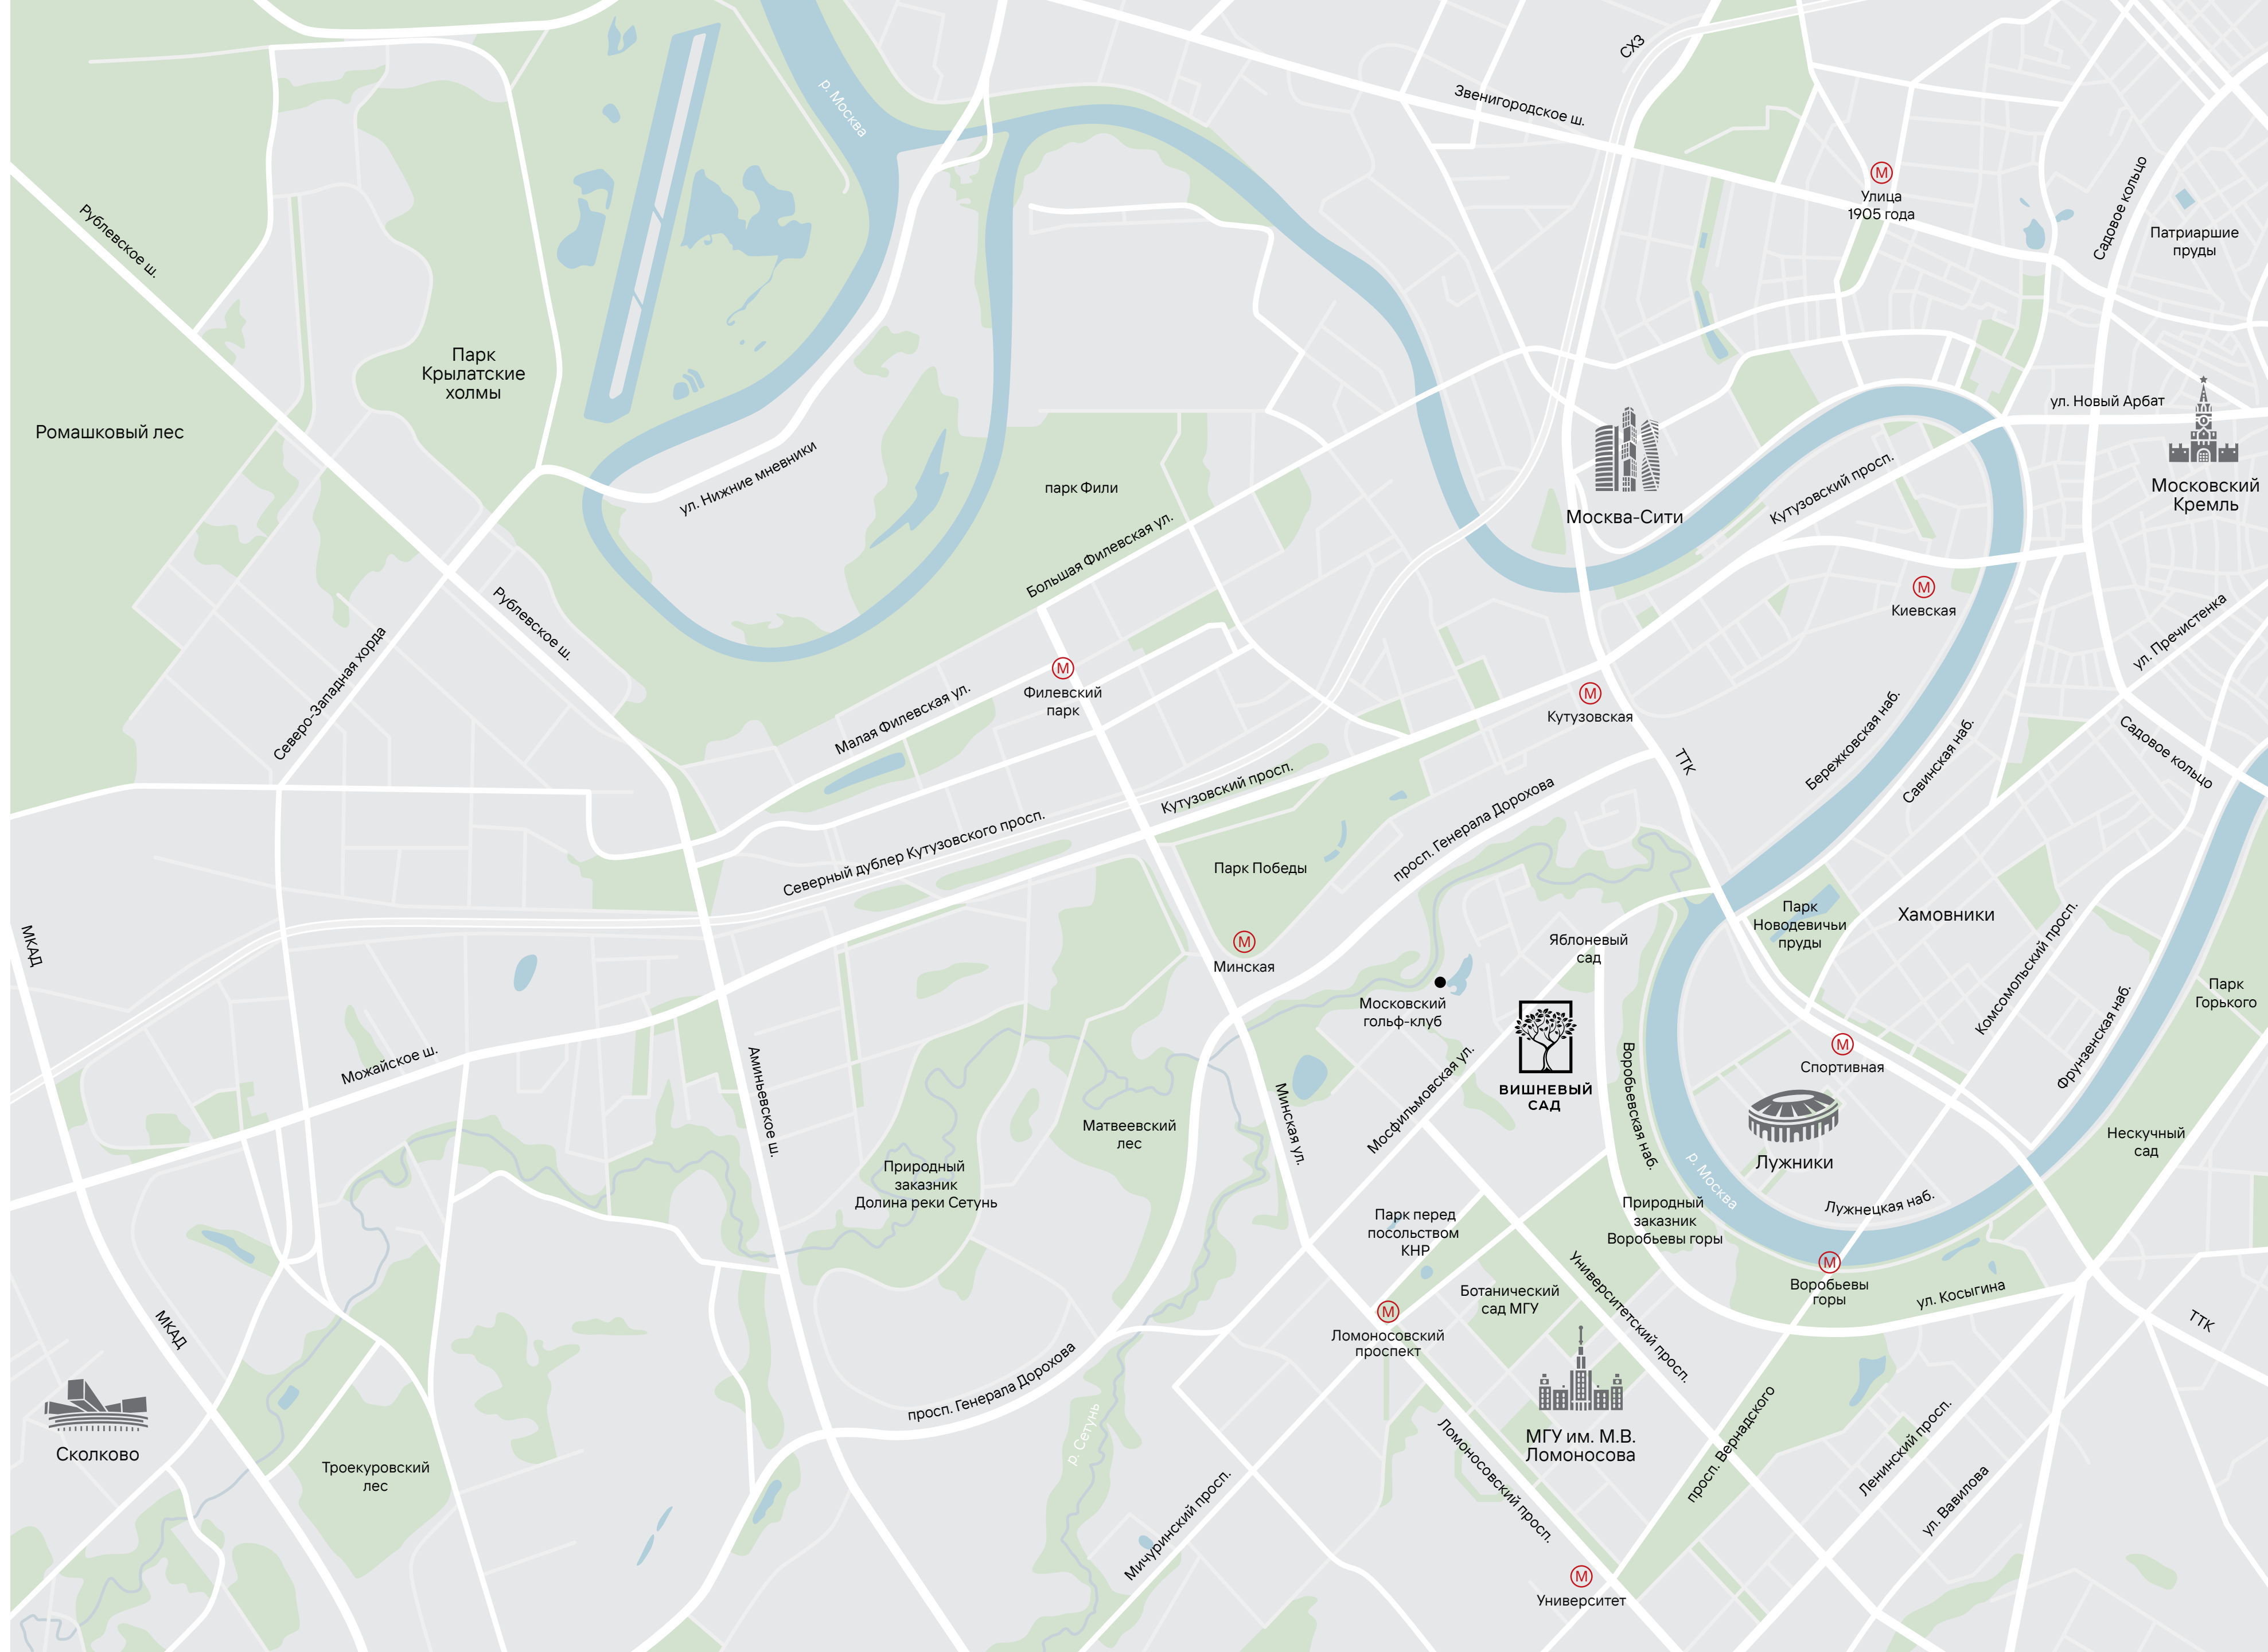 СХЗ
р. Москва
Звенигородское ш.
Улица
1905 года
Садовое кольцо
Патриаршие
пруды
Рублевское ш.
Парк
Крылатские
холмы
Ромашковый лес
ул. Новый Арбат
ул. Нижние мневники
парк Фили
Москва-Сити
Кутузовский просп.
Московский
Кремль
Большая Филевская ул.
Киевская
Рублевское ш.
ул. Пречистенка
Северо-Западная хорда
Филевский
парк
Малая Филевская ул.
Кутузовская
ТТК
Бережковская наб.
Савинская наб.
Садовое кольцо
Кутузовский просп.
просп. Генерала Дорохова
Северный дублер Кутузовского просп.
Парк Победы
МКАД
Парк
Новодевичьи
пруды
Хамовники
Комсомольский просп.
Яблоневый
сад
Минская
Московский
гольф-клуб
Парк
Горького
ВИШНЕВЫЙ
САД
Можайское ш.
Аминьевское ш.
Минская ул.
Мосфильмовская ул.
Воробьевская наб.
Спортивная
Фрунзенская наб.
Матвеевский
лес
Лужники
Нескучный
сад
Природный
заказник
Долина реки Сетунь
р. Москва
Лужнецкая наб.
Парк перед
посольством
КНР
Природный
заказник
Воробьевы горы
Университетский просп.
Воробьевы
горы
ул. Косыгина
Ботанический
сад МГУ
МКАД
Ломоносовский
проспект
ТТК
просп. Генерала Дорохова
р. Сетунь
Сколково
Троекуровский
лес
МГУ им. М.В.
Ломоносова
Ломоносовский просп.
просп. Вернадского
Ленинский просп.
ул. Вавилова
Мичуринский просп.
Университет